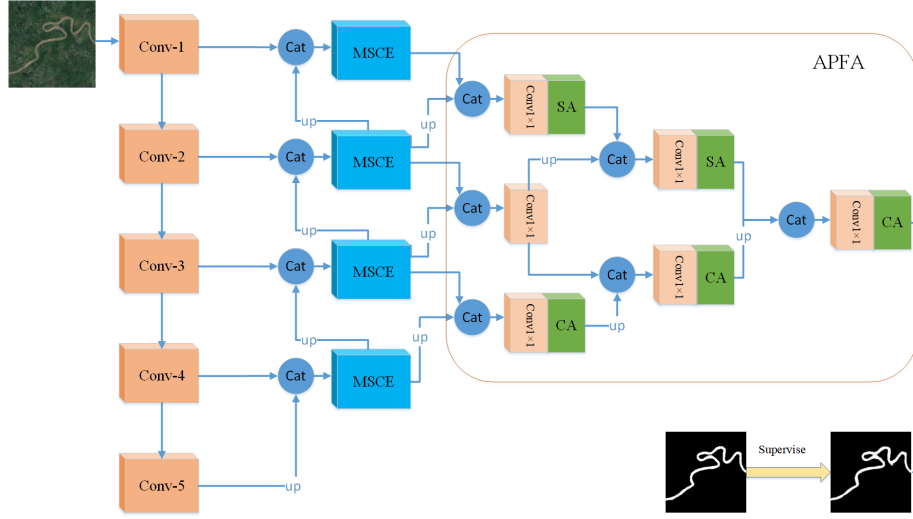 Conv-1
Cat
MSCE
APFA
Cat
Conv1×1
SA
up
up
Conv-2
Cat
MSCE
up
Cat
Conv1×1
SA
Cat
Conv1×1
up
Cat
Conv1×1
CA
up
up
Conv-3
Cat
MSCE
Cat
Conv1×1
CA
Cat
Conv1×1
CA
up
up
up
Conv-4
Cat
MSCE
Conv-5
up
Supervise